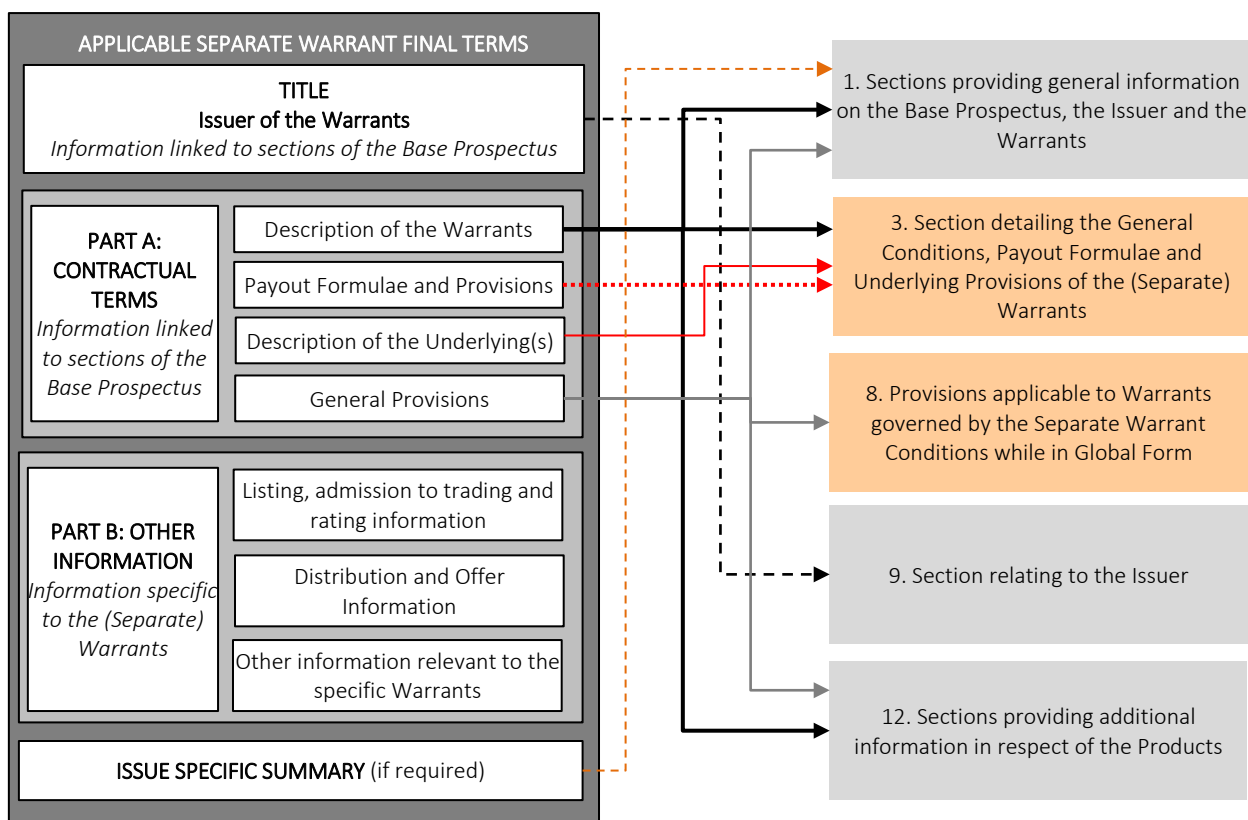 APPLICABLE SEPARATE WARRANT FINAL TERMS
TITLE
Issuer of the Warrants
Information linked to sections of the Base Prospectus
PART A:
CONTRACTUAL
TERMS
Information linked
to sections of the
Base Prospectus
Description of the Warrants
Payout Formulae and Provisions
Description of the Underlying(s)
General Provisions
PART B: OTHER
INFORMATION
Information specific
to the (Separate)
Warrants
Listing, admission to trading and
rating information
Distribution and Offer
Information
Other information relevant to the
specific Warrants
ISSUE SPECIFIC SUMMARY (if required)
1. Sections providing general information
on the Base Prospectus, the Issuer and the
Warrants
3. Section detailing the General
Conditions, Payout Formulae and
Underlying Provisions of the (Separate)
Warrants
8. Provisions applicable to Warrants
governed by the Separate Warrant
Conditions while in Global Form
9. Section relating to the Issuer
12. Sections providing additional
information in respect of the Products